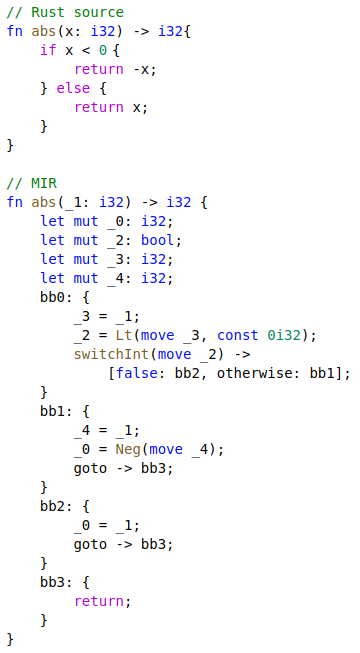 // Rust source
fn abs(x: i32) -> i32{
    if x < 0 {
        return -x;
    } else {
        return x;
    }
}

// MIR
fn abs(_1: i32) -> i32 {
    let mut _0: i32;
    let mut _2: bool;
    let mut _3: i32;
    let mut _4: i32;
    bb0: {
        _3 = _1;
        _2 = Lt(move _3, const 0i32);
        switchInt(move _2) ->
            [false: bb2, otherwise: bb1];
    }
    bb1: {
        _4 = _1;
        _0 = Neg(move _4);
        goto -> bb3;
    }
    bb2: {
        _0 = _1;
        goto -> bb3;
    }
    bb3: {
        return;
    }
}